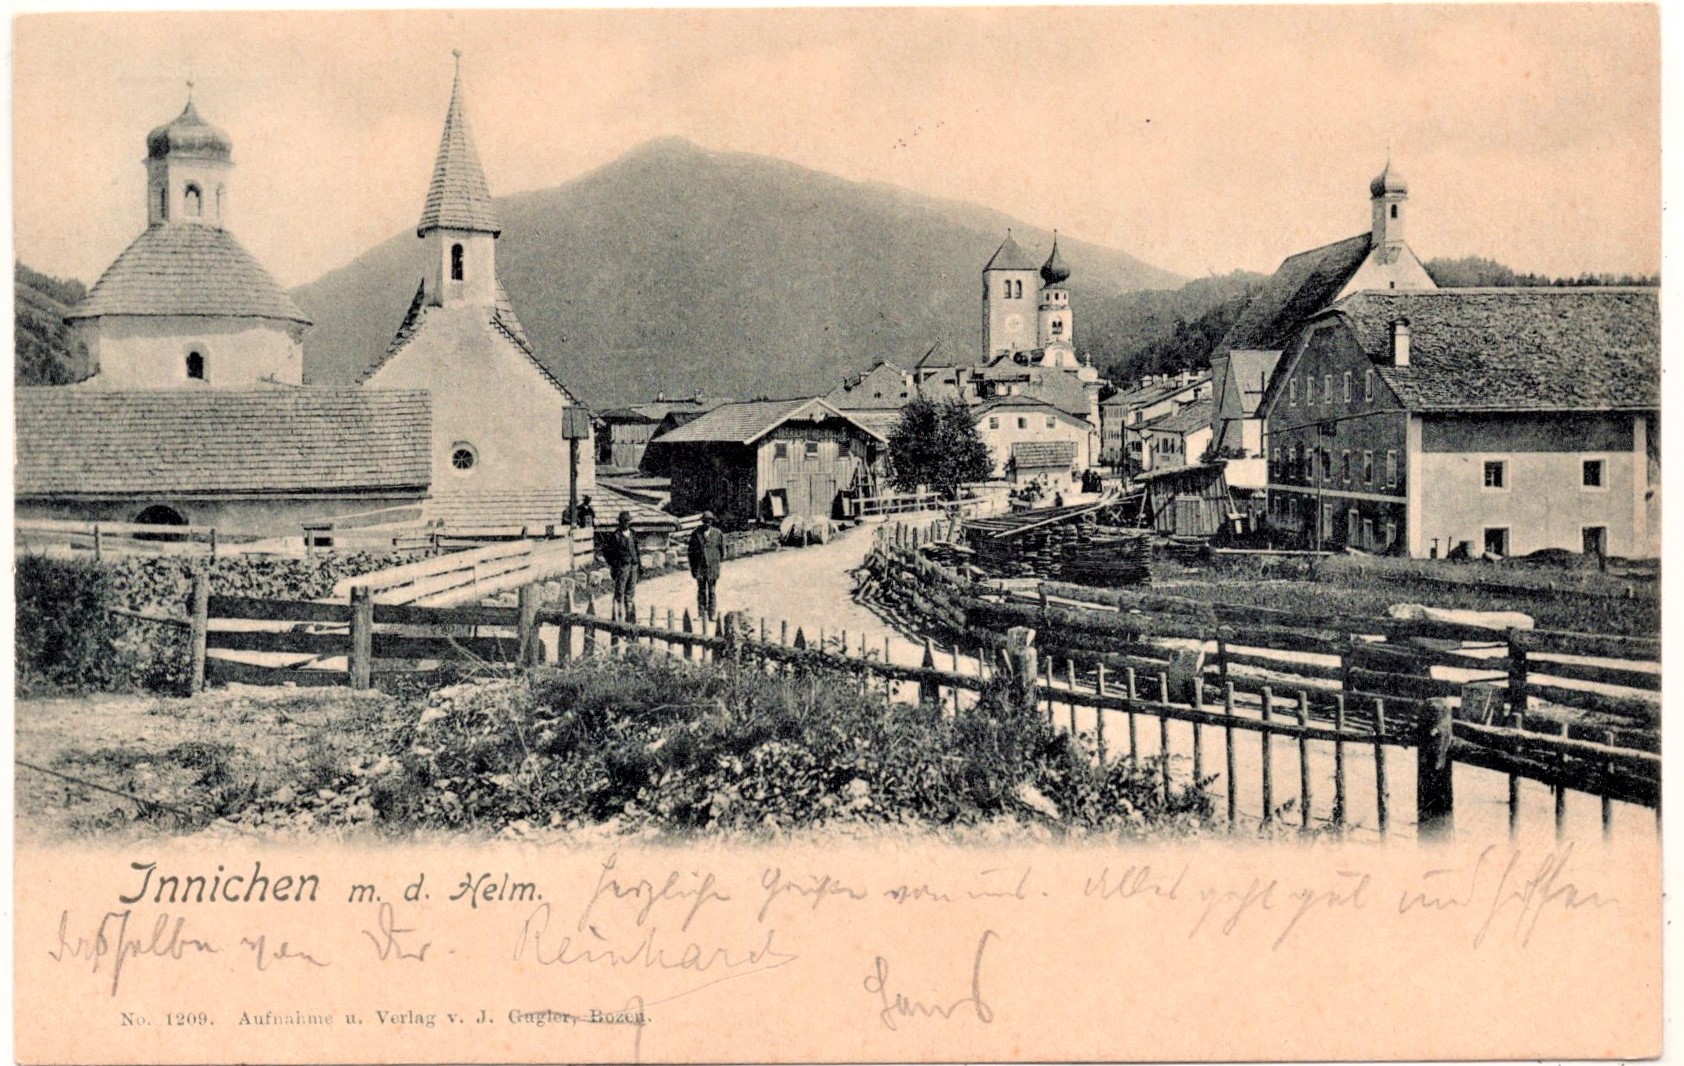 Innichen m. d. Helm. Herzliche Grüße von uns. Alles geht gut und hoffen
dasselbe von Dir. Reinhard
Hans
No. 1209. Aufnahme u. Verlag v. J. Gugler, Bozen.